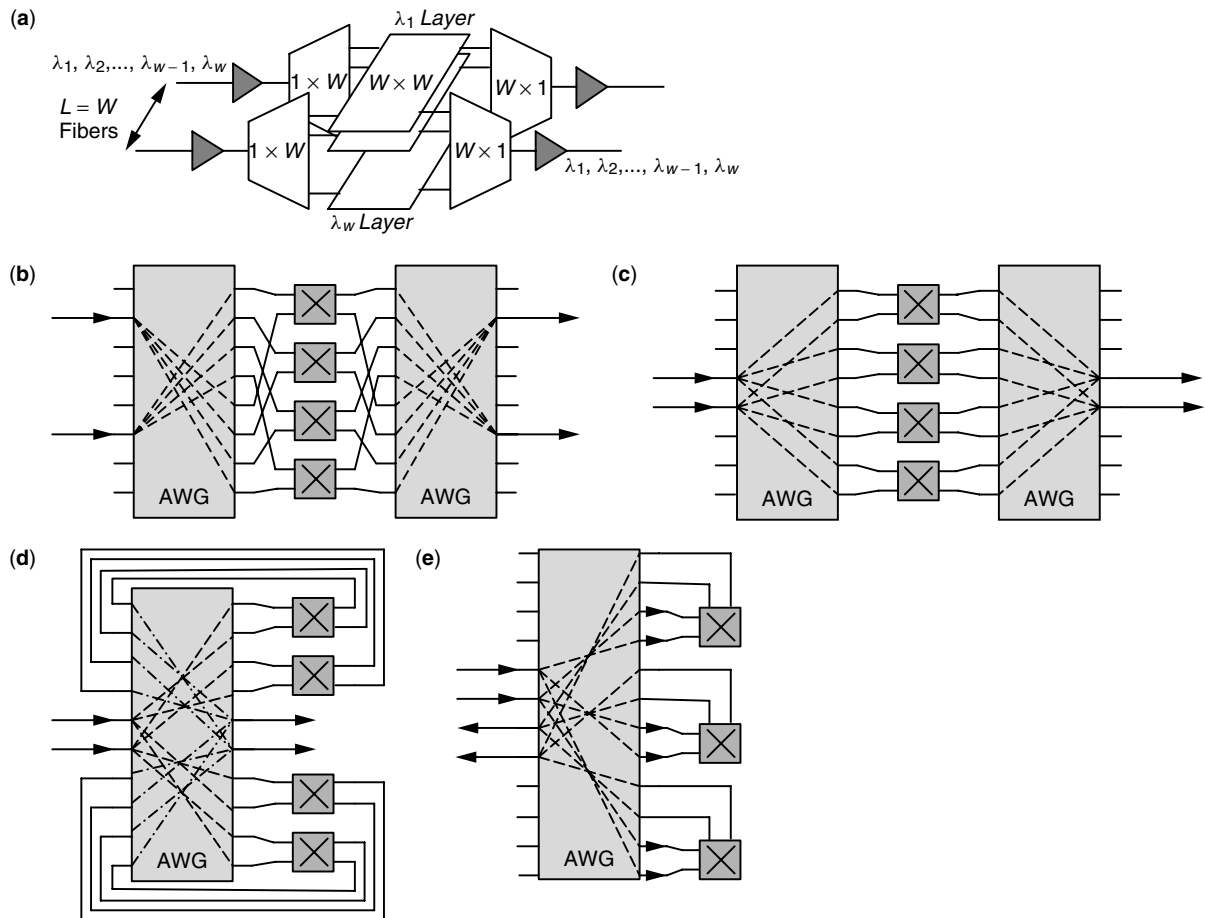 (a)
λ1 Layer
λ1, λ2,..., λw−1, λw
1 × W
W × W
W × 1
L = W
Fibers
1 × W
W × 1
λ1, λ2,..., λw−1, λw
λw Layer
(b)
(c)
AWG
AWG
AWG
AWG
(d)
(e)
AWG
AWG